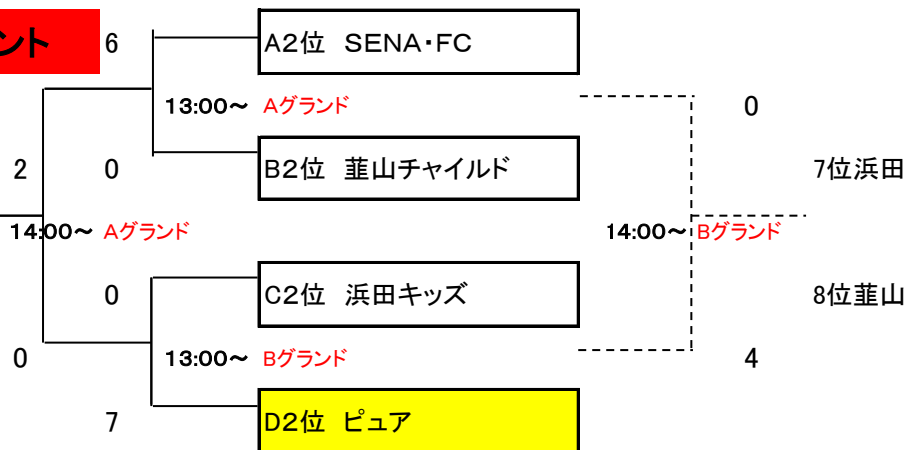 ント
6
A2位 SENA・FC
13:00～ Aグランド
0
2
0
B2位 韮山チャイルド
7位浜田
14:00～ Aグランド
14:00～ Bグランド
0
C2位 浜田キッズ
8位韮山
0
13:00～ Bグランド
4
7
D2位 ピュア